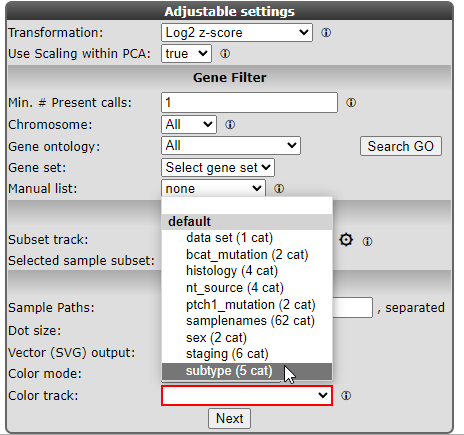 Adjustable settings
Transformation: Log2 z-score
Use Scaling within PCA: true
Gene Filter
Min. # Present calls: 1
Chromosome: All
Gene ontology: All Search GO
Gene set: Select gene set
Manual list: none
default
Subset track: data set (1 cat)
bcat_mutation (2 cat)
Selected sample subset:
histology (4 cat)
nt_source (4 cat)
Sample Paths: ptch1_mutation (2 cat) , separated
samplenames (62 cat)
Dot size:
sex (2 cat)
Vector (SVG) output: staging (6 cat)
Color mode: subtype (5 cat)
Color track:
Next